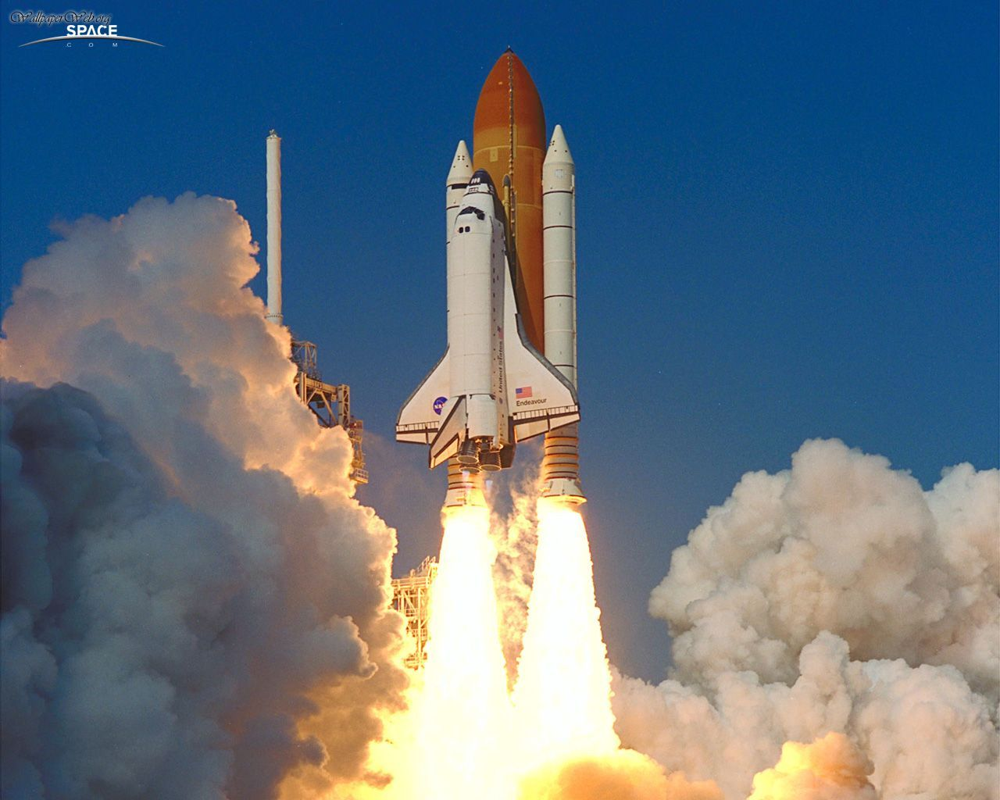 WallpaperWeb.org
SPACE
.COM
United States
NASA
Endeavour